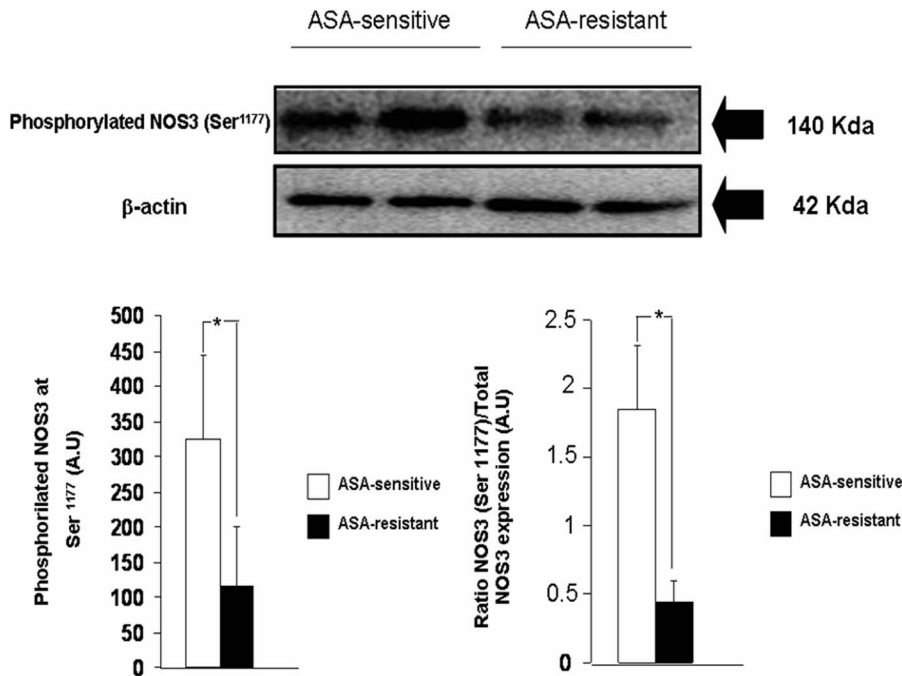 ASA-sensitive ASA-resistant
Phosphorylated NOS3 (Ser1177)
140 Kda
β-actin
42 Kda
Phosphorilated NOS3 at
Ser 1177 (A.U)
500
450
400
350
300
250
200
150
100
50
0
*
ASA-sensitive
ASA-resistant
Ratio NOS3 (Ser 1177)/Total
NOS3 expression (A.U)
2.5
2
1.5
1
0.5
0
*
ASA-sensitive
ASA-resistant